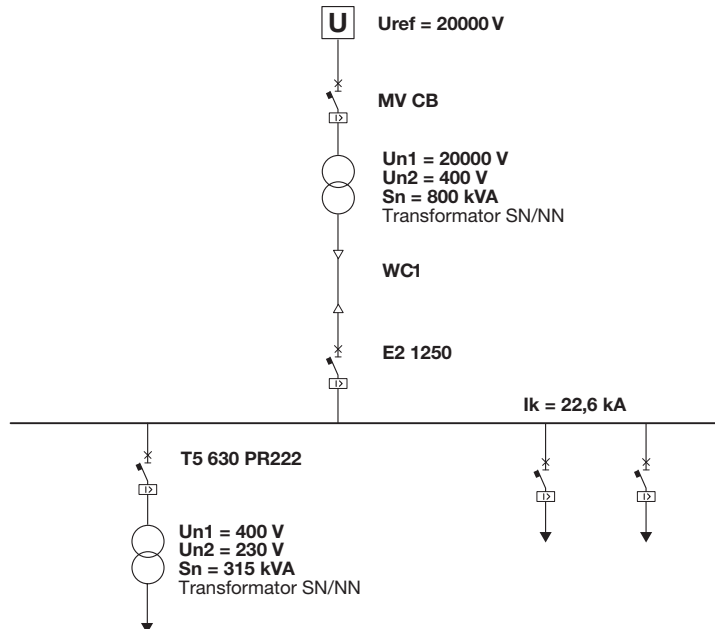 U
Uref = 20000 V
MV CB
I>
Un1 = 20000 V
Un2 = 400 V
Sn = 800 kVA
Transformator SN/NN
WC1
E2 1250
I>
Ik = 22,6 kA
T5 630 PR222
I>
I>
I>
Un1 = 400 V
Un2 = 230 V
Sn = 315 kVA
Transformator SN/NN